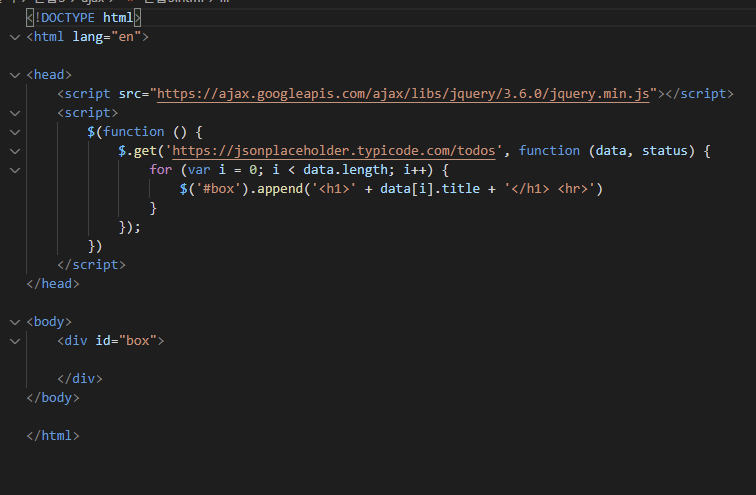 <!DOCTYPE html>
<html lang="en">
<head>
<script src="https://ajax.googleapis.com/ajax/libs/jquery/3.6.0/jquery.min.js"></script>
<script>
$(function () {
$.get('https://jsonplaceholder.typicode.com/todos', function (data, status) {
for (var i = 0; i < data.length; i++) {
$('#box').append('<h1>' + data[i].title + '</h1> <hr>')
}
});
})
</script>
</head>
<body>
<div id="box">
</div>
</body>
</html>